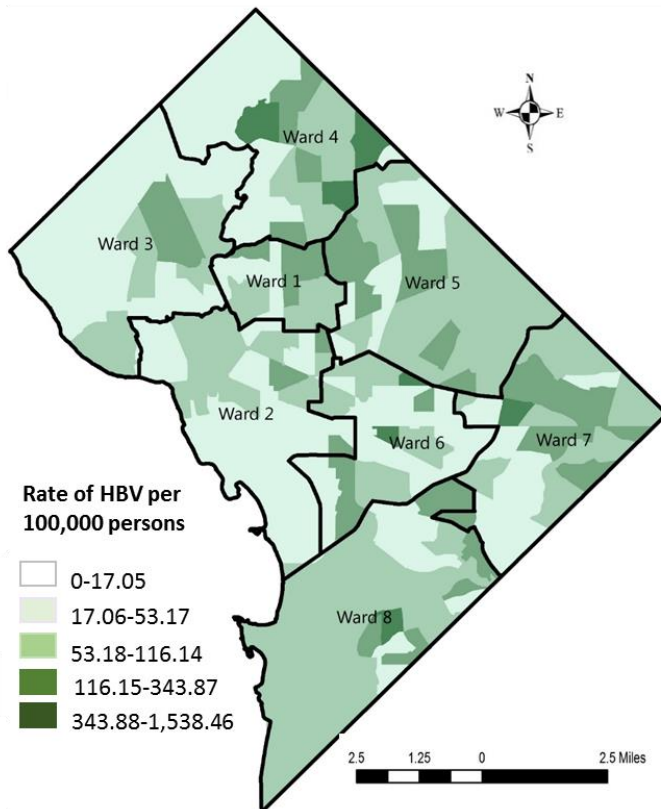 N
W E
S
Ward 4
Ward 3
Ward 1
Ward 5
Ward 2
Ward 6
Ward 7
Rate of HBV per
100,000 persons
0-17.05
17.06-53.17
53.18-116.14
116.15-343.87
343.88-1,538.46
Ward 8
2.5 1.25 0 2.5 Miles